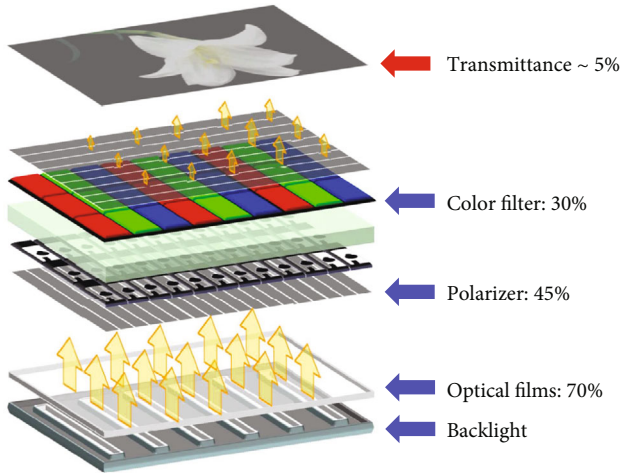 Transmittance ~ 5%
Color filter: 30%
Polarizer: 45%
Optical films: 70%
Backlight